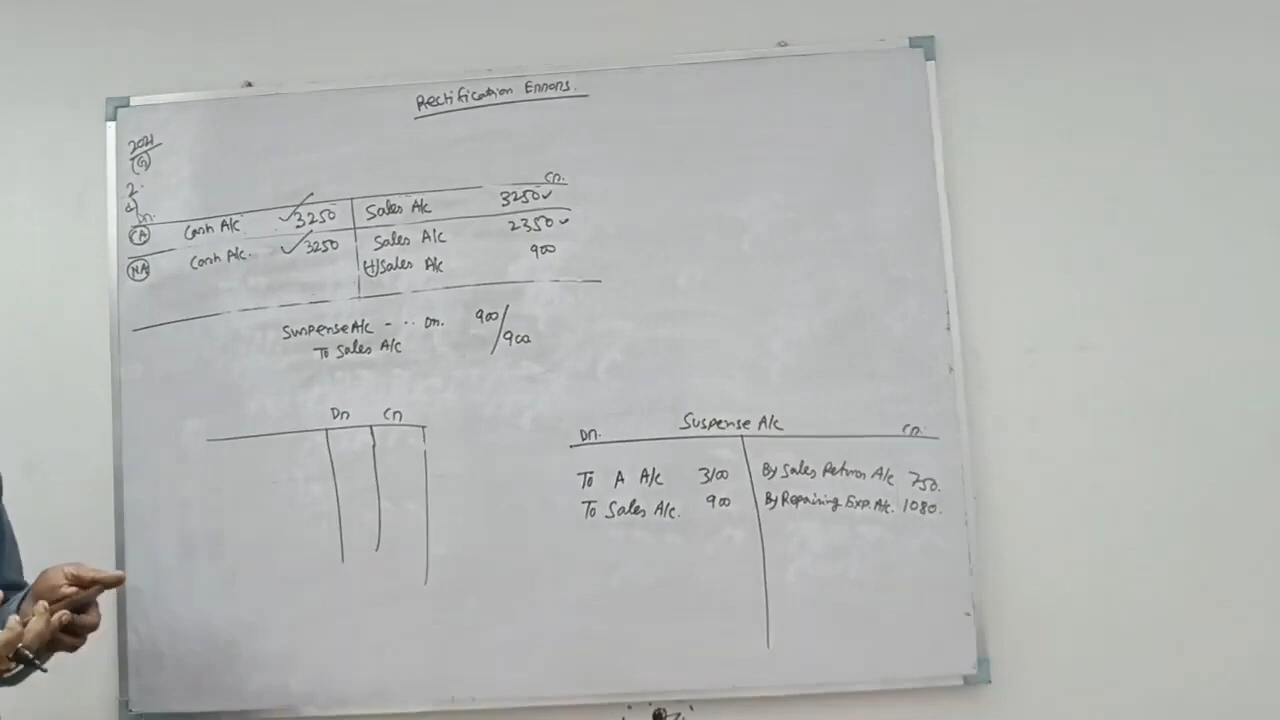 Rectification Errors.
2021
(G)
2.
Dr. Cr.
(CA) Cash A/c 3250 Sales A/c 3250
(NA) Cash A/c. 3250 Sales A/c 2350
(+) Sales A/c 900
Suspense A/c - .. Dr. 900
To Sales A/c 900
Dr Cr
Suspense A/c
Dr. Cr.
To A A/c 3100 By Sales Return A/c 750.
To Sales A/c. 900 By Repairing Exp. A/c. 1080.